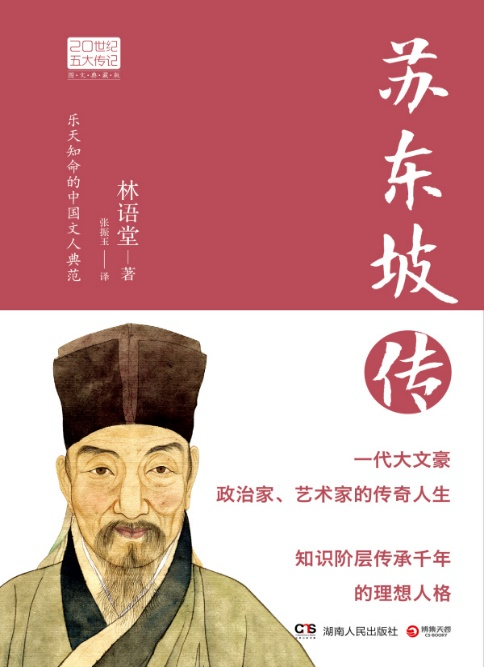 20世纪
五大传记
图·文·典·藏·版
苏东坡传
乐天知命的中国文人典范
林语堂—著
张振玉——译
一代大文豪
政治家、艺术家的传奇人生
知识阶层传承千年
的理想人格
CTS 湖南人民出版社
博集天卷
CS-BOOKY